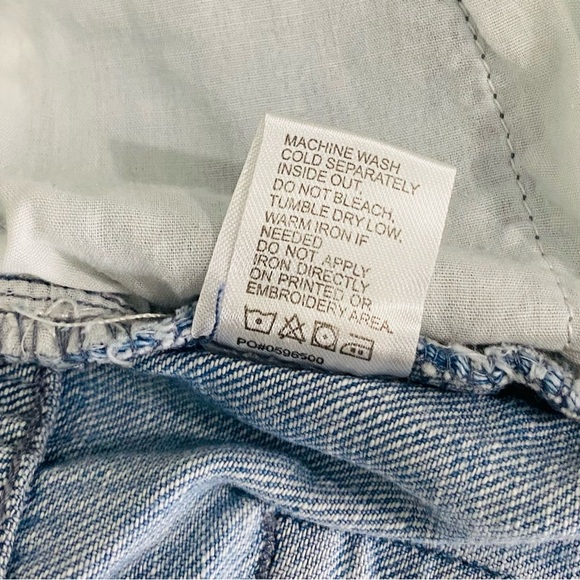 MACHINE WASH
COLD SEPARATELY
INSIDE OUT,
DO NOT BLEACH,
TUMBLE DRY LOW,
WARM IRON IF
NEEDED
DO NOT APPLY
IRON DIRECTLY
ON PRINTED OR
EMBROIDERY AREA.
PO#0596500